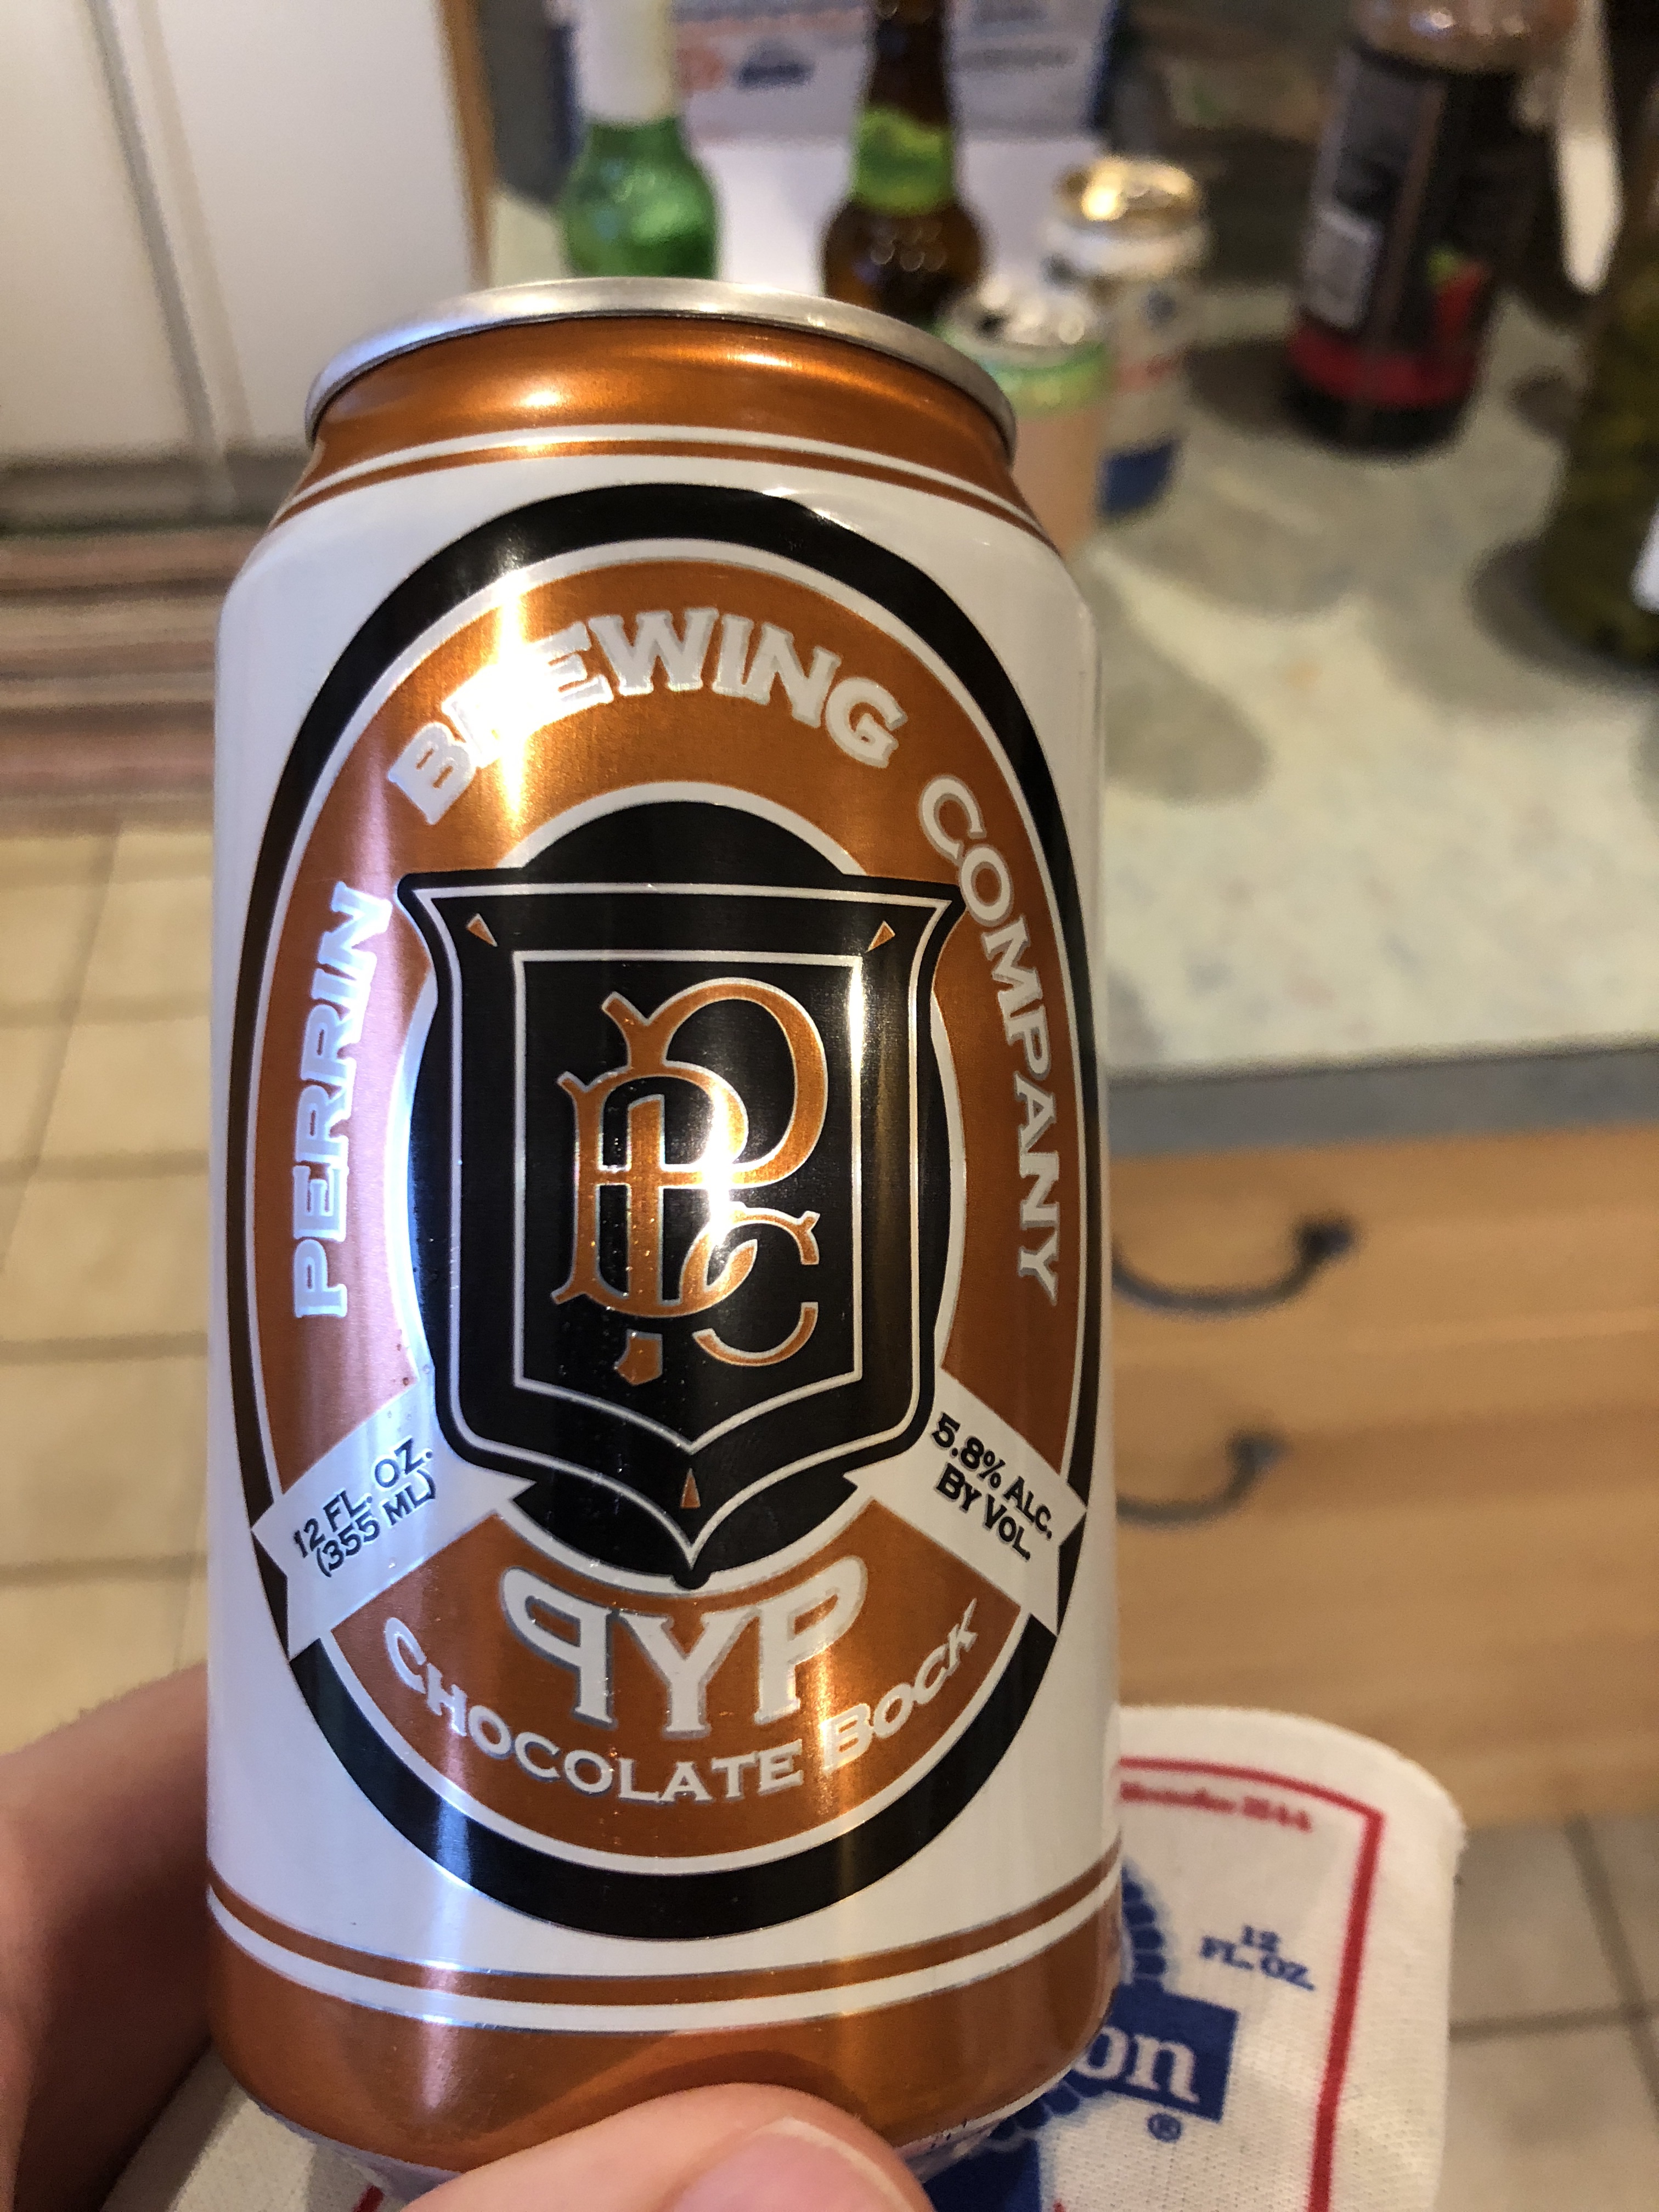 PERRIN BREWING COMPANY
PBC
12 FL. OZ.
(355 ML)
5.8% ALC.
BY VOL.
PYP
CHOCOLATE BOCK
12
FL. OZ.
on
®